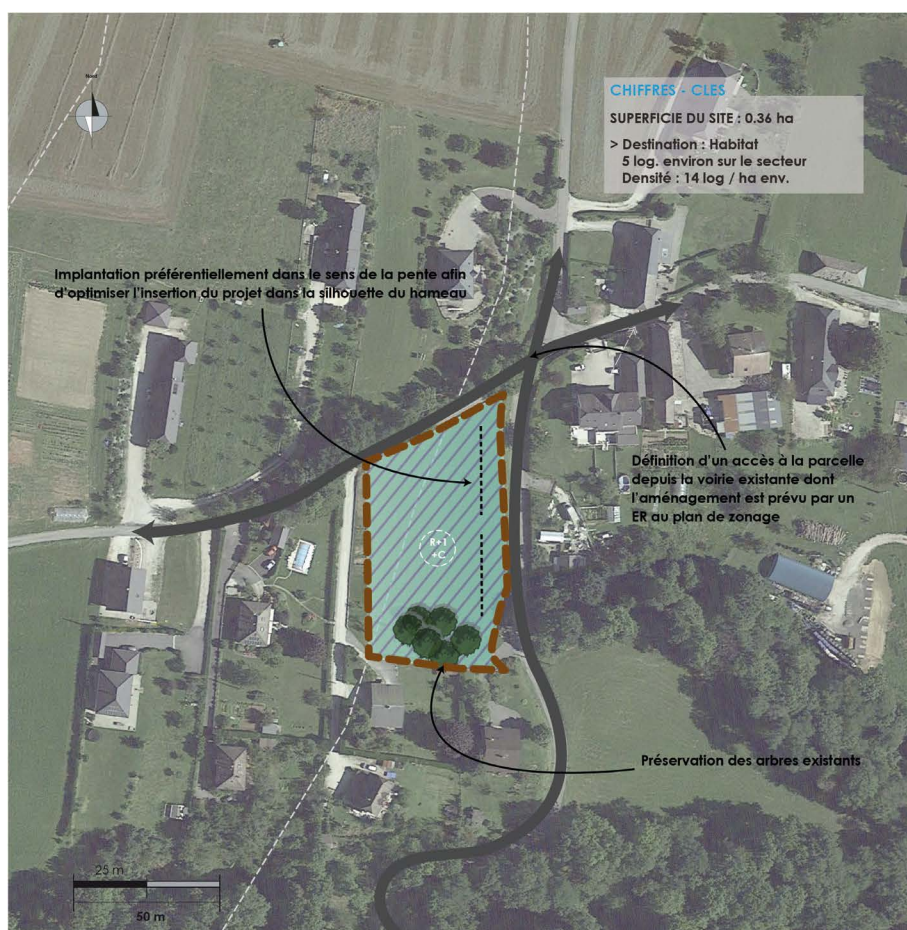 Nord
CHIFFRES - CLES
SUPERFICIE DU SITE : 0.36 ha
> Destination : Habitat
5 log. environ sur le secteur
Densité : 14 log / ha env.
Implantation préférentiellement dans le sens de la pente afin
d'optimiser l'insertion du projet dans la silhouette du hameau
Définition d'un accès à la parcelle
depuis la voirie existante dont
l'aménagement est prévu par un
ER au plan de zonage
R+1
+C
Préservation des arbres existants
25 m
50 m